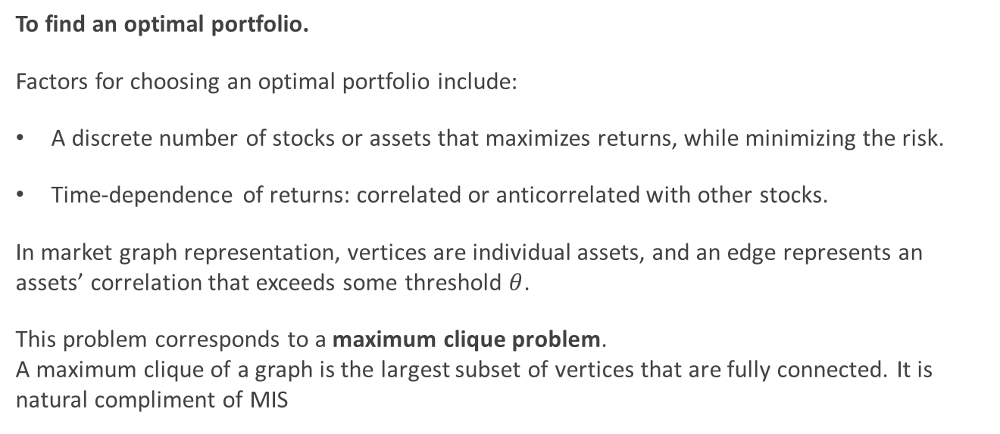 To find an optimal portfolio.
Factors for choosing an optimal portfolio include:
• A discrete number of stocks or assets that maximizes returns, while minimizing the risk.
• Time-dependence of returns: correlated or anticorrelated with other stocks.
In market graph representation, vertices are individual assets, and an edge represents an
assets’ correlation that exceeds some threshold θ.
This problem corresponds to a maximum clique problem.
A maximum clique of a graph is the largest subset of vertices that are fully connected. It is
natural compliment of MIS